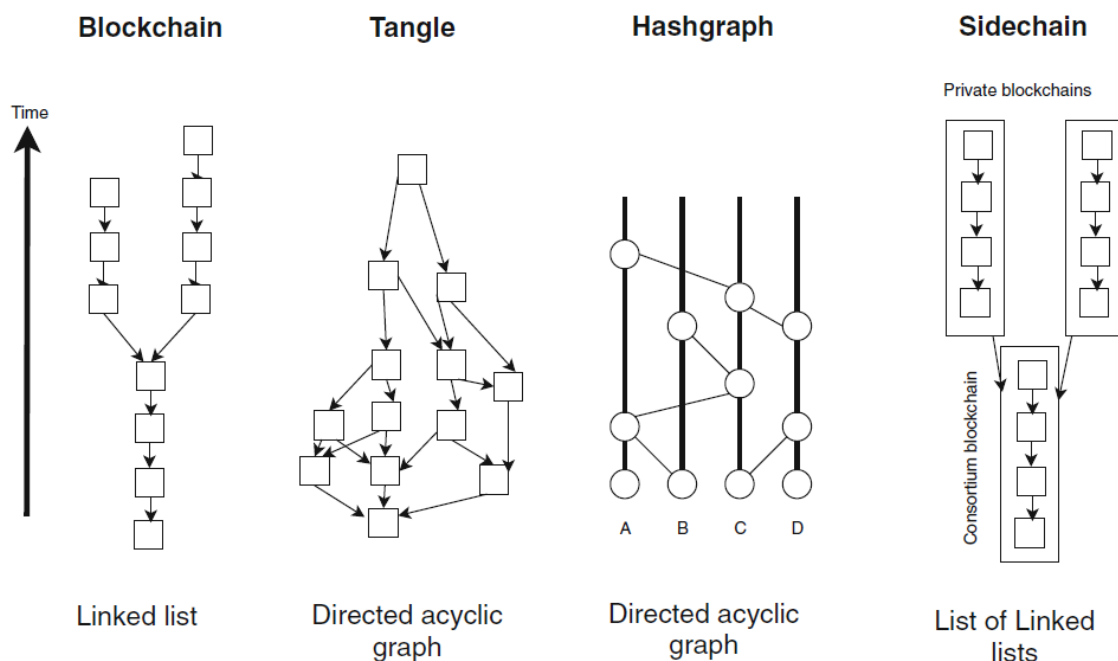 Blockchain
Tangle
Hashgraph
Sidechain
Private blockchains
Time
Consortium blockchain
A
B
C
D
Linked list
Directed acyclic
graph
Directed acyclic
graph
List of Linked
lists